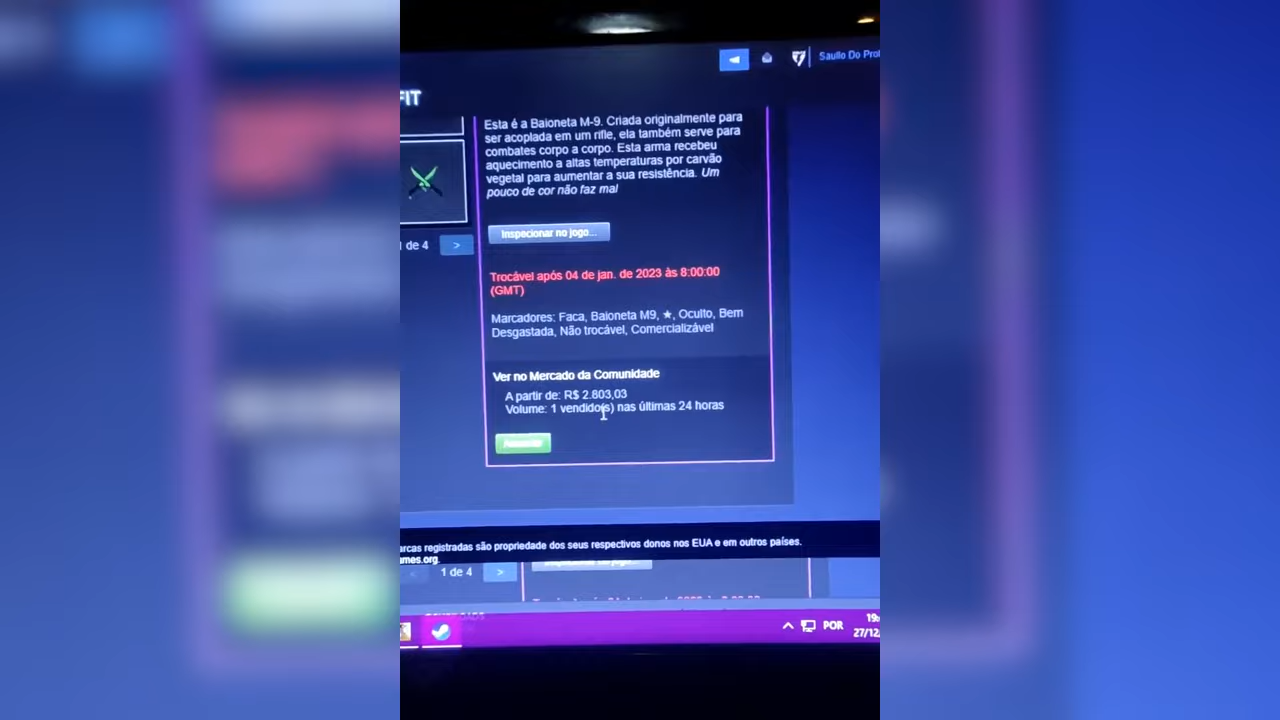 Saullo Do
FIT
Esta é a Baioneta M-9. Criada originalmente para
ser acoplada em um rifle, ela também serve para
combates corpo a corpo. Esta arma recebeu
aquecimento a altas temperaturas por carvão
vegetal para aumentar a sua resistência. Um
pouco de cor não faz mal
Inspecionar no jogo...
1 de 4 >
Trocável após 04 de jan. de 2023 às 8:00:00
(GMT)
Marcadores: Faca, Baioneta M9, ★, Oculto, Bem
Desgastada, Não trocável, Comercializável
Ver no Mercado da Comunidade
A partir de: R$ 2.803,03
Volume: 1 vendido(s) nas últimas 24 horas
arcas registradas são propriedade dos seus respectivos donos nos EUA e em outros países.
ames.org.
1 de 4 >
POR
19:
27/12/